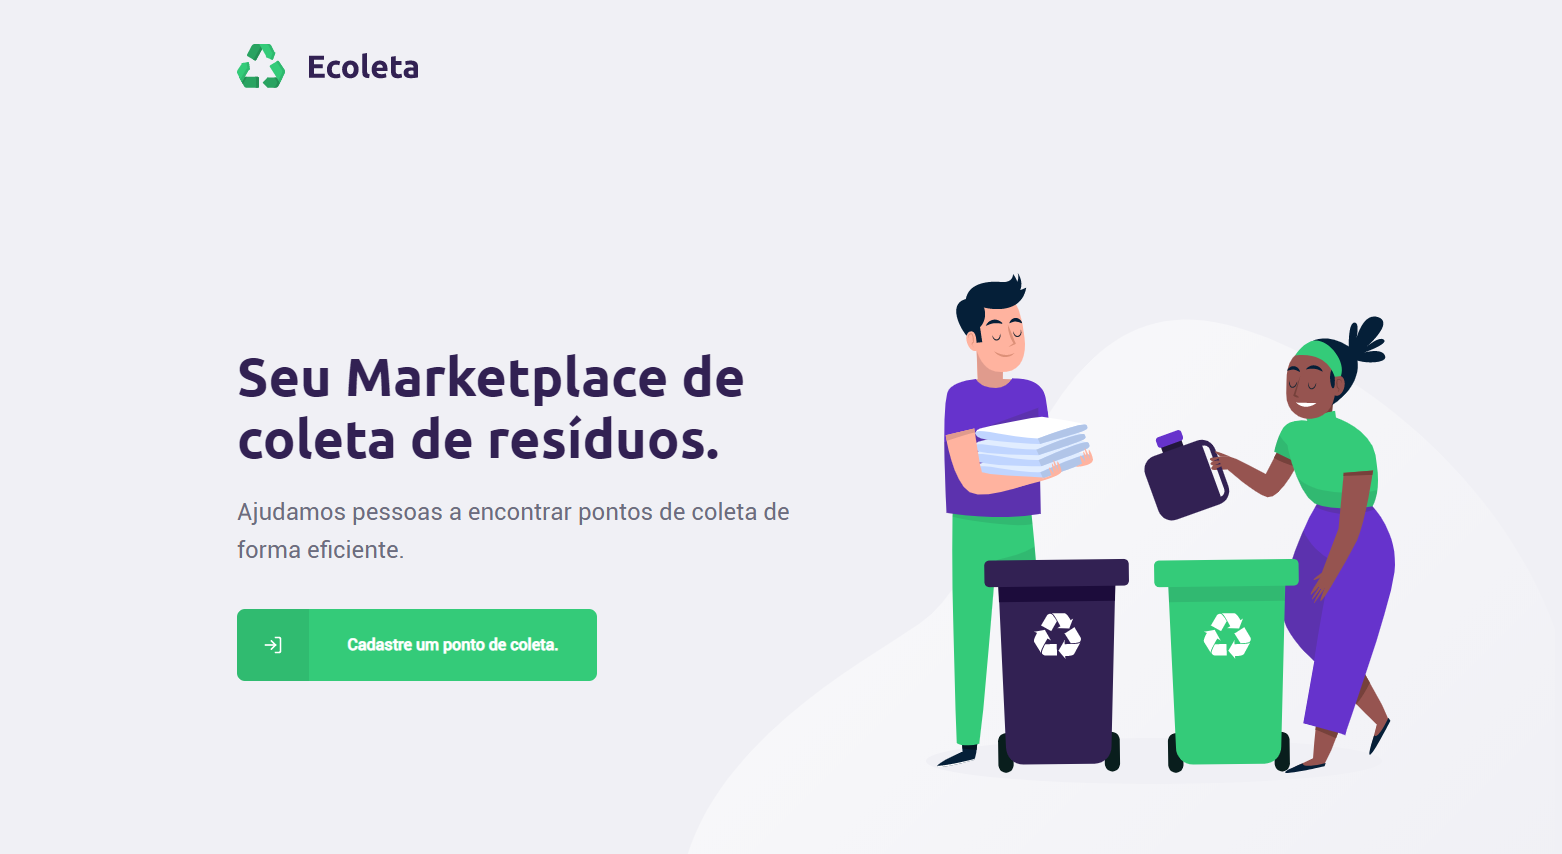 Ecoleta
Seu Marketplace de
coleta de resíduos.
Ajudamos pessoas a encontrar pontos de coleta de
forma eficiente.
Cadastre um ponto de coleta.